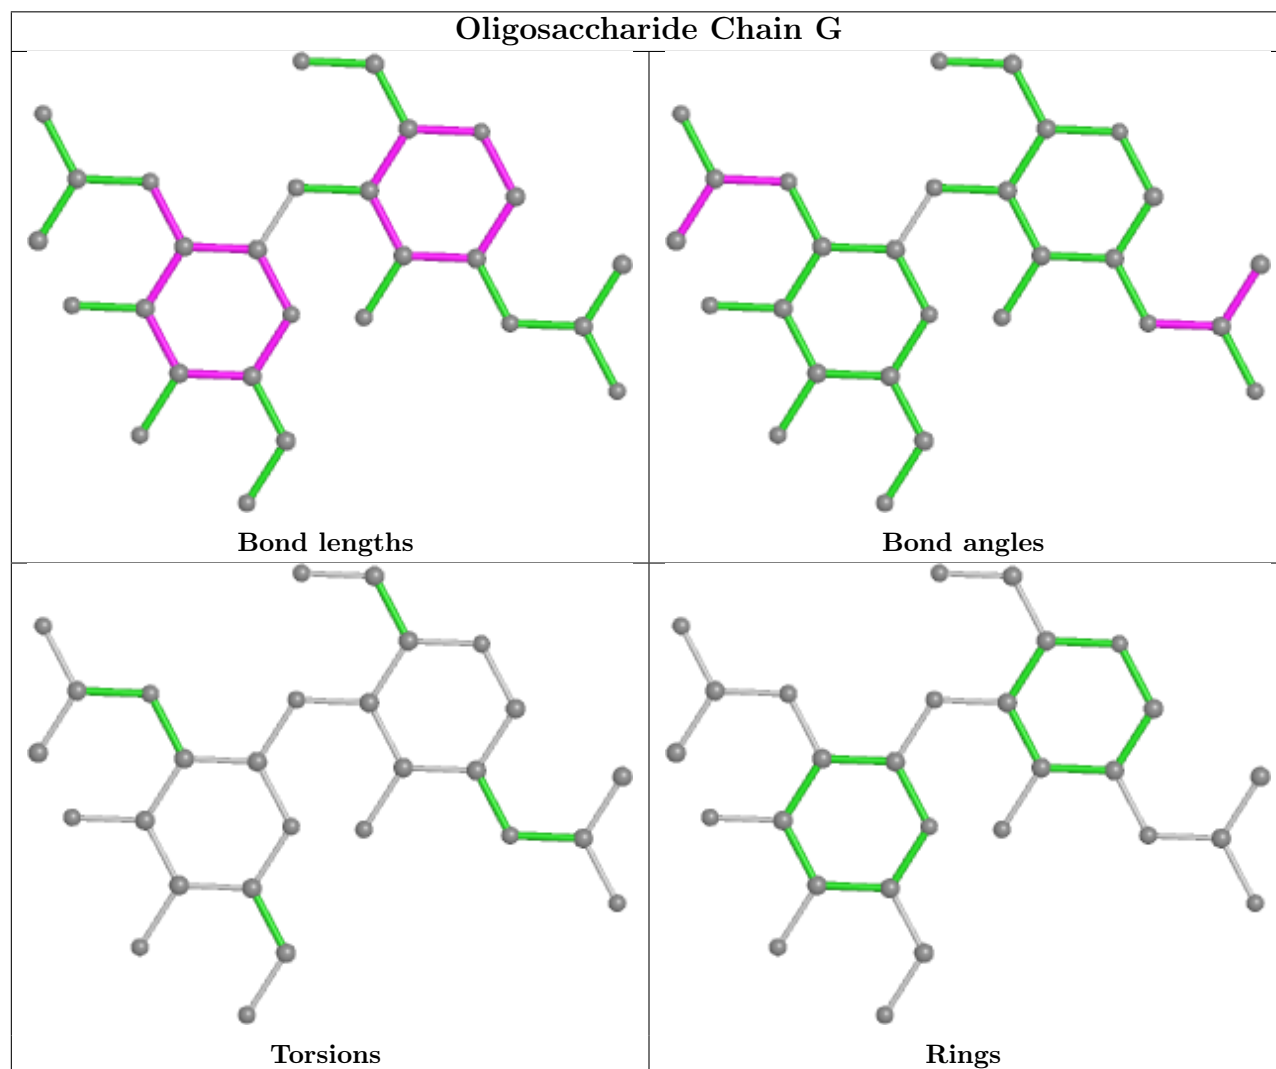 Oligosaccharide Chain G
Bond lengths
Bond angles
Torsions
Rings